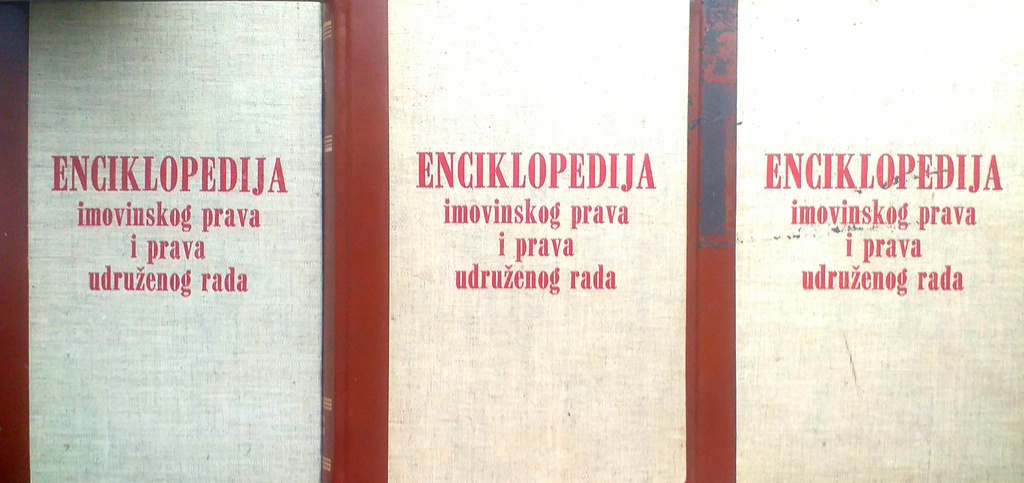 ENCIKLOPEDIJA
imovinskog prava
i prava
udruženog rada
ENCIKLOPEDIJA
imovinskog prava
i prava
udruženog rada
ENCIKLOPEDIJA
imovinskog prava
i prava
udruženog rada